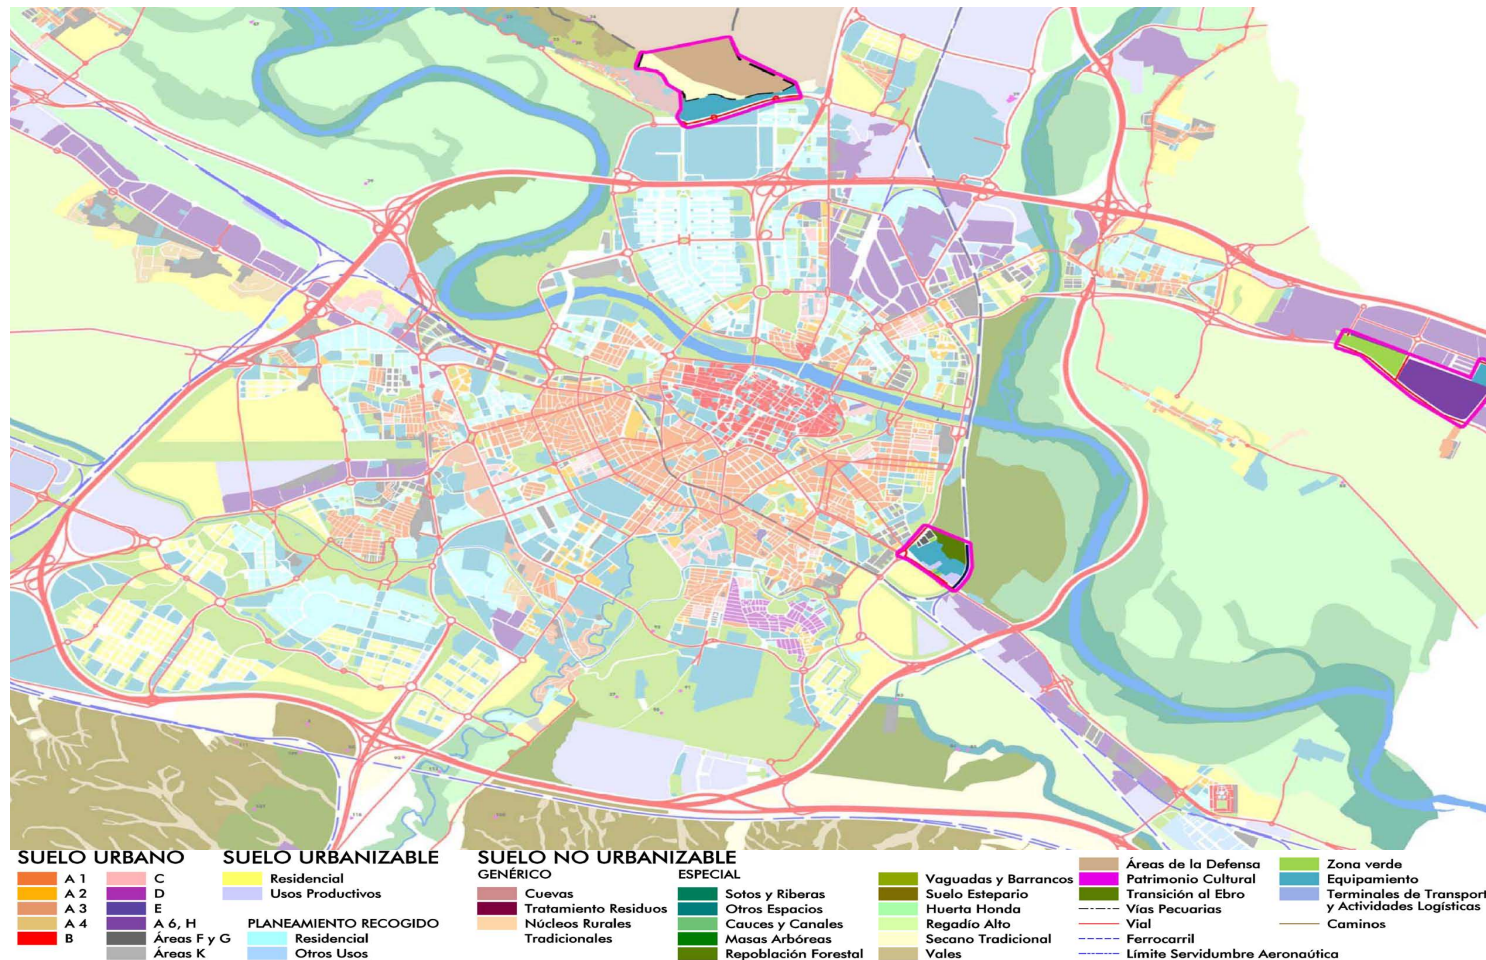 SUELO URBANO
A 1
A 2
A 3
A 4
B
C
D
E
A 6, H
Áreas F y G
Áreas K
SUELO URBANIZABLE
Residencial
Usos Productivos
PLANEAMIENTO RECOGIDO
Residencial
Otros Usos
SUELO NO URBANIZABLE
GENÉRICO
Cuevas
Tratamiento Residuos
Núcleos Rurales
Tradicionales
ESPECIAL
Sotos y Riberas
Otros Espacios
Cauces y Canales
Masas Arbóreas
Repoblación Forestal
Vaguadas y Barrancos
Suelo Estepario
Huerta Honda
Regadío Alto
Secano Tradicional
Vales
Áreas de la Defensa
Patrimonio Cultural
Transición al Ebro
Vías Pecuarias
Vial
Ferrocarril
Límite Servidumbre Aeronaútica
Zona verde
Equipamiento
Terminales de Transport
y Actividades Logísticas
Caminos